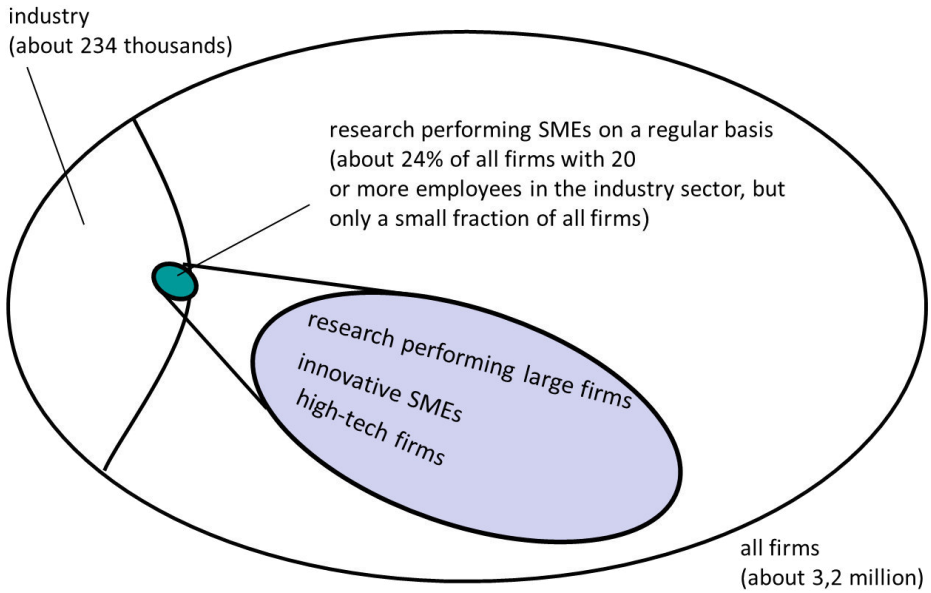 industry
(about 234 thousands)
research performing SMEs on a regular basis
(about 24% of all firms with 20
or more employees in the industry sector, but
only a small fraction of all firms)
research performing large firms
innovative SMEs
high-tech firms
all firms
(about 3,2 million)